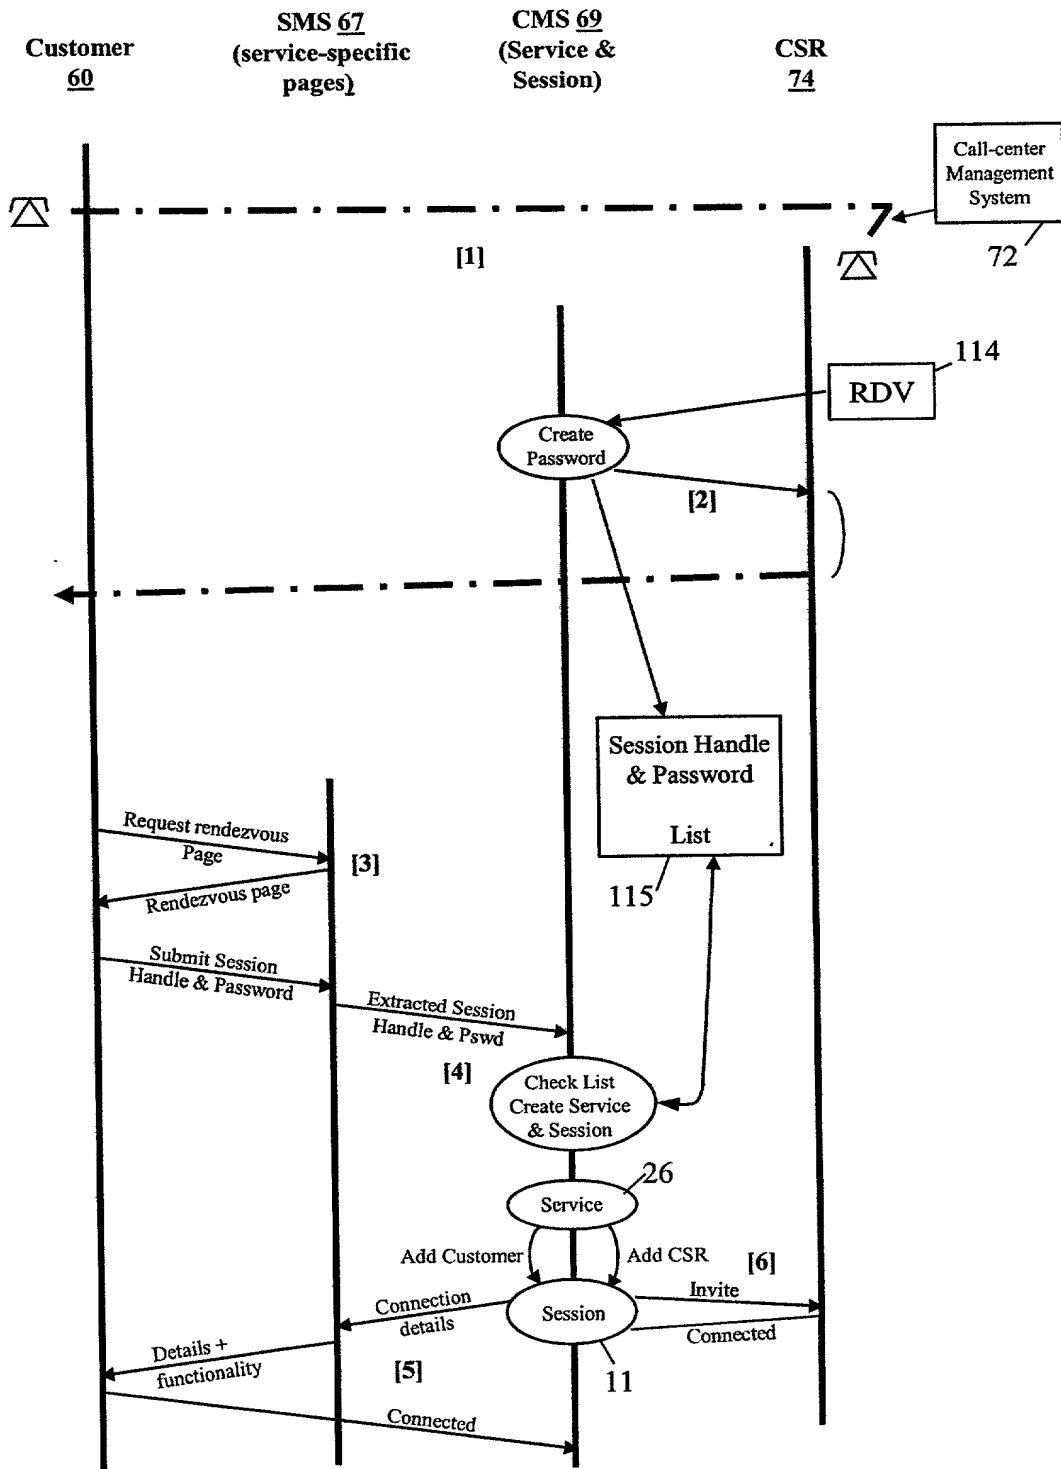 Customer
60
SMS 67
(service-specific
pages)
CMS 69
(Service &
Session)
CSR
74
Call-center
Management
System
72
[1]
114
RDV
Create
Password
[2]
Session Handle
& Password
List
115
Request rendezvous
Page
[3]
Rendezvous page
Submit Session
Handle & Password
Extracted Session
Handle & Pswd
[4]
Check List
Create Service
& Session
26
Service
Add Customer
Add CSR
[6]
Invite
Connection
details
Session
Connected
Details +
functionality
[5]
11
Connected